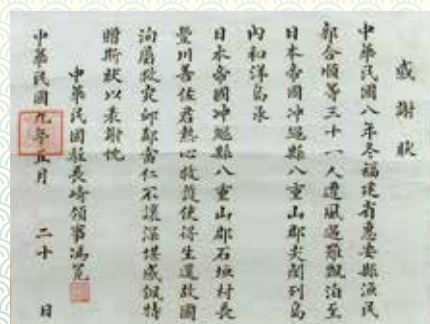 感謝狀
中華民國八年冬福建省惠安縣漁民
郭合順等三十一人遭風遇難飄泊至
日本帝國沖繩縣八重山郡尖閣列島
內和洋島承
日本帝國沖繩縣八重山郡石垣村長
豐川善佐君熱心救護使得生還故國
洵屬救災卹鄰當仁不讓深堪感佩特
贈斯狀以表謝忱
中華民國駐長崎領事馮冕
中華民國九年五月 二十 日